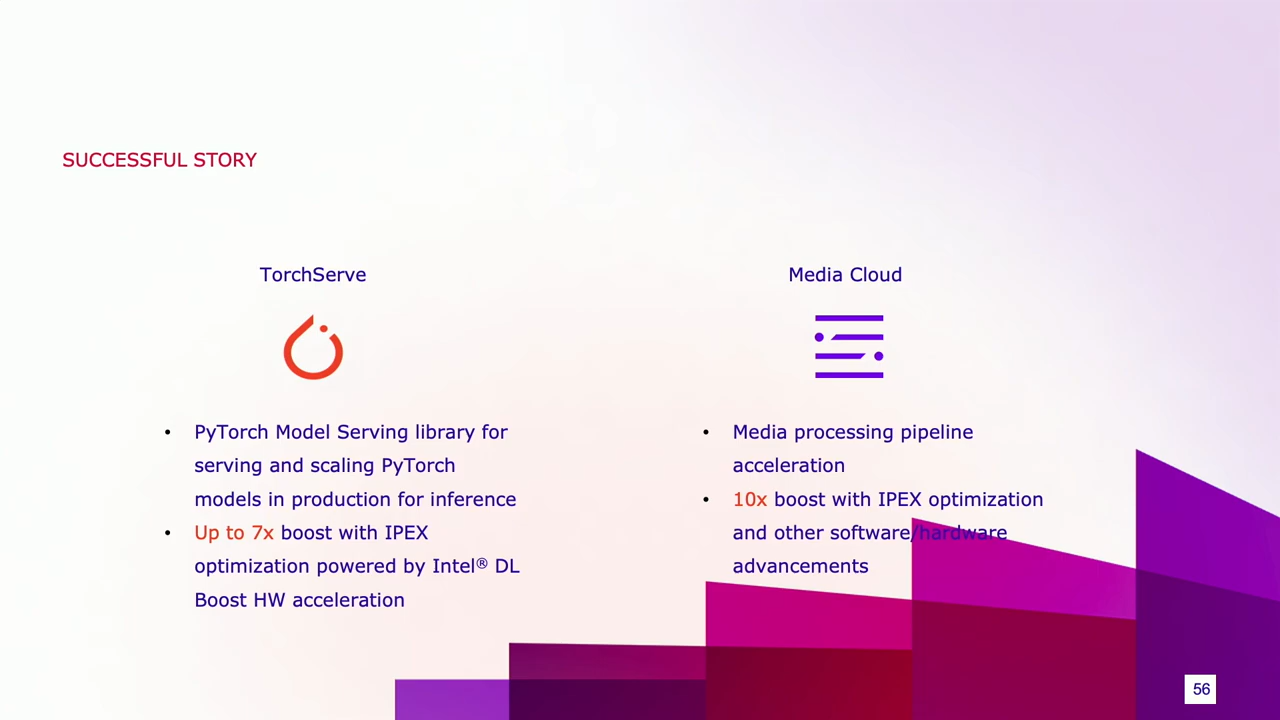 SUCCESSFUL STORY
TorchServe
PyTorch Model Serving library for
serving and scaling PyTorch
models in production for inference
Up to 7x boost with IPEX
optimization powered by Intel® DL
Boost HW acceleration
Media Cloud
Media processing pipeline
acceleration
10x boost with IPEX optimization
and other software/hardware
advancements
56